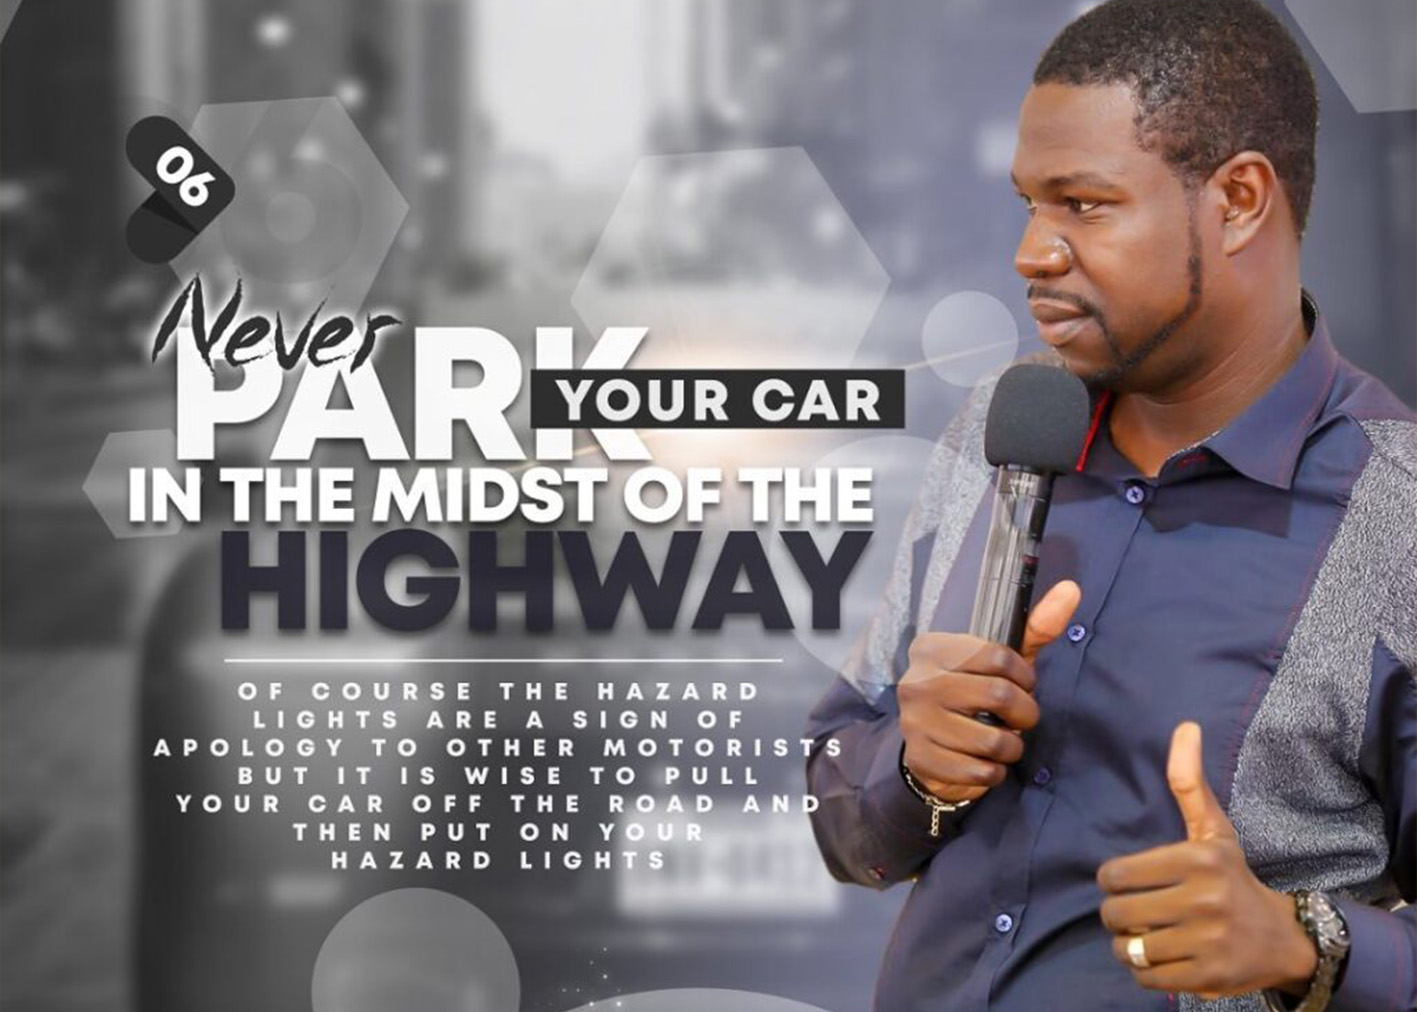 06
Never
PARK YOUR CAR
IN THE MIDST OF THE
HIGHWAY
OF COURSE THE HAZARD
LIGHTS ARE A SIGN OF
APOLOGY TO OTHER MOTORISTS
BUT IT IS WISE TO PULL
YOUR CAR OFF THE ROAD AND
THEN PUT ON YOUR
HAZARD LIGHTS